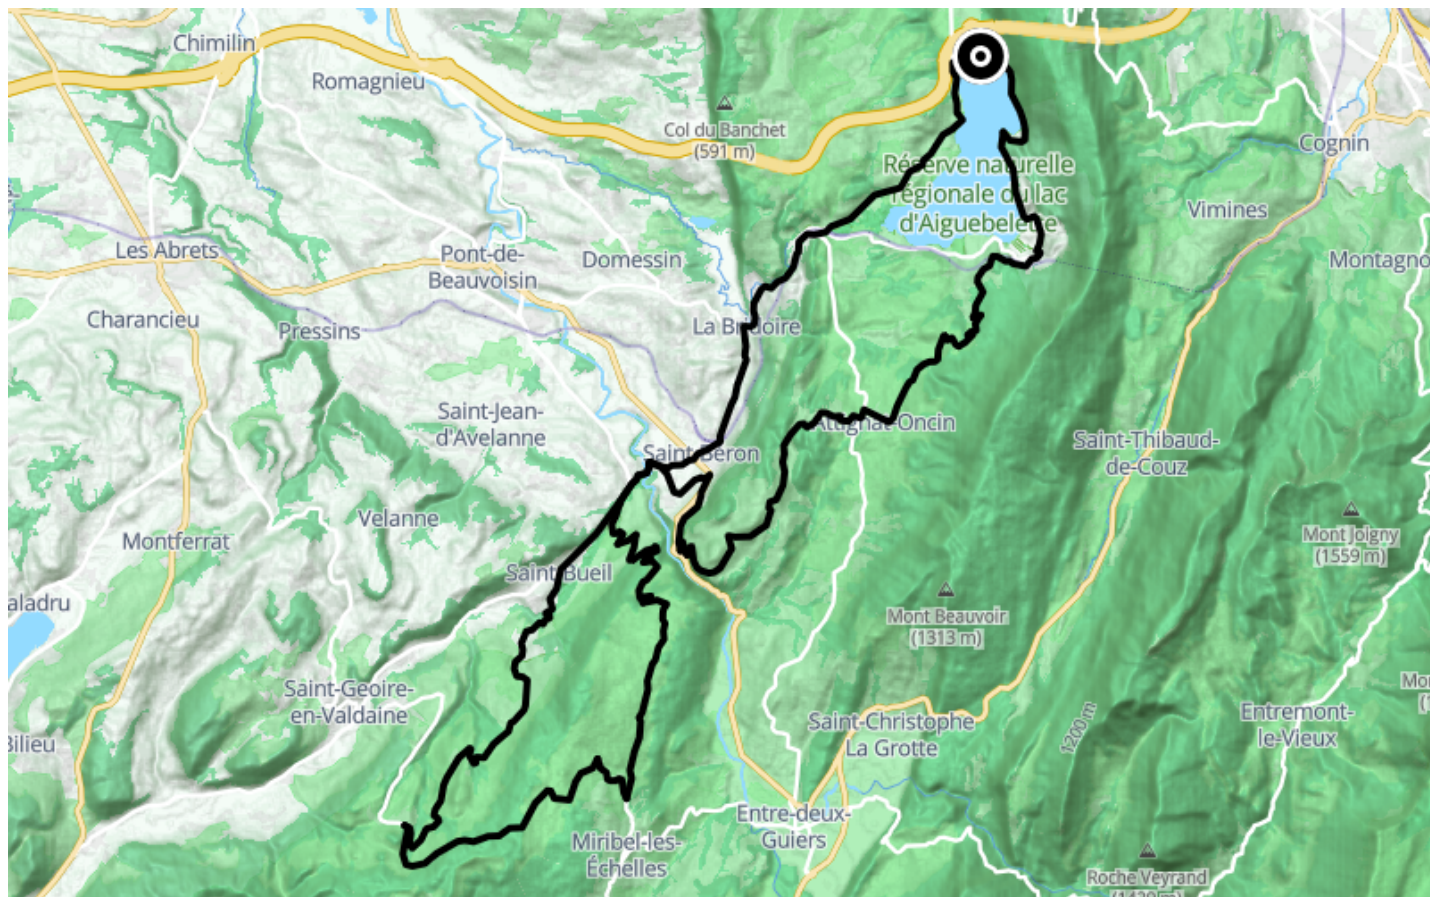 Chimilin
Romagnieu
Col du Banchet
(591 m)
Cognin
Réserve naturelle
régionale du lac
d'Aiguebelette
Vimines
Les Abrets
Pont-de-
Beauvoisin
Domessin
Montagno
Charancieu
Pressins
La Bridoire
Saint-Jean-
d'Avelanne
Attignat-Oncin
Saint-Thibaud-
de-Couz
Saint-Béron
Velanne
Mont Joigny
(1559 m)
Montferrat
Saint-Bueil
aladru
Mont Beauvoir
(1313 m)
Saint-Geoire-
en-Valdaine
Mon
(1
Saint-Christophe
La Grotte
1200 m
Entremont-
le-Vieux
Bilieu
Entre-deux-
Guiers
Miribel-les-
Échelles
Roche Veyrand